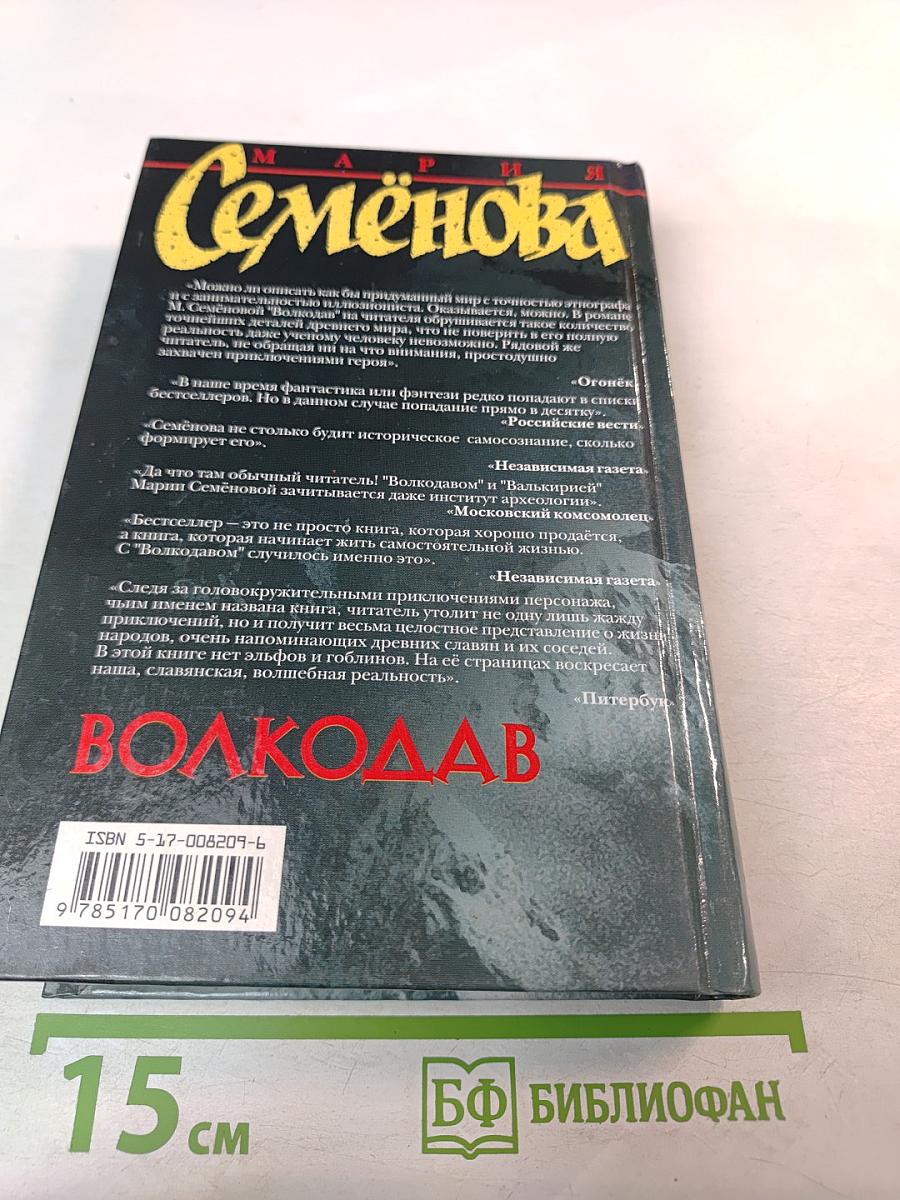 МАРИЯ
Семёнова
«Можно ли описать как бы придуманный мир с точностью этнографа
и с занимательностью иллюзиониста. Оказывается, можно. В романе
М. Семёновой "Волкодав" на читателя обрушивается такое количество
точнейших деталей древнего мира, что не поверить в его полную
реальность даже ученому человеку невозможно. Рядовой же
читатель, не обращая ни на что внимания, простодушно
захвачен приключениями героя».
«Огонёк»
«В наше время фантастика или фэнтези редко попадают в списки
бестселлеров. Но в данном случае попадание прямо в десятку».
«Российские вести»
«Семёнова не столько будит историческое самосознание, сколько
формирует его».
«Независимая газета»
«Да что там обычный читатель! "Волкодавом" и "Валькирией"
Марии Семёновой зачитывается даже институт археологии».
«Московский комсомолец»
«Бестселлер — это не просто книга, которая хорошо продаётся,
а книга, которая начинает жить самостоятельной жизнью.
С "Волкодавом" случилось именно это».
«Независимая газета»
«Следя за головокружительными приключениями персонажа,
чьим именем названа книга, читатель утолит не одну лишь жажду
приключений, но и получит весьма целостное представление о жизни
народов, очень напоминающих древних славян и их соседей.
В этой книге нет эльфов и гоблинов. На её страницах воскресает
наша, славянская, волшебная реальность».
«Питербук»
ВОЛКОДАВ
ISBN 5-17-008209-6
9 785170 082094
15 см
БФ БИБЛИОФАН